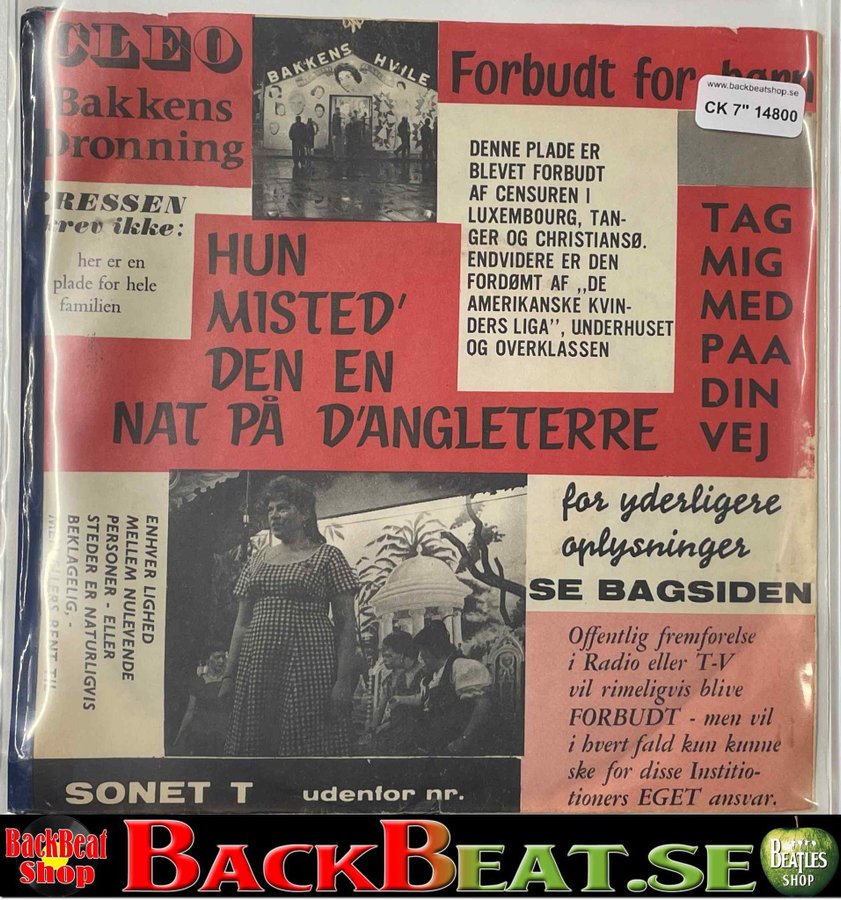 CLEO
Bakkens
Dronning
BAKKENS HVILE
Forbudt for
www.backbeatshop.se
CK 7" 14800
PRESSEN
skrev ikke:
her er en
plade for hele
familien
DENNE PLADE ER
BLEVET FORBUDT
AF CENSUREN I
LUXEMBOURG, TAN-
GER OG CHRISTIANSØ.
ENDVIDERE ER DEN
FORDØMT AF „DE
AMERIKANSKE KVIN-
DERS LIGA”, UNDERHUSET
OG OVERKLASSEN
HUN
MISTED'
DEN EN
NAT PÅ D'ANGLETERRE
TAG
MIG
MED
PAA
DIN
VEJ
ENHVER LIGHED
MELLEM NULEVENDE
PERSONER - ELLER
STEDER ER NATURLIGVIS
BEKLAGELIG, -
for yderligere
oplysninger
SE BAGSIDEN
Offentlig fremførelse
i Radio eller T-V
vil rimeligvis blive
FORBUDT - men vil
i hvert fald kun kunne
ske for disse Institio-
tioners EGET ansvar.
SONET T udenfor nr.
BackBeat
Shop
BACKBEAT.SE
BEATLES
SHOP